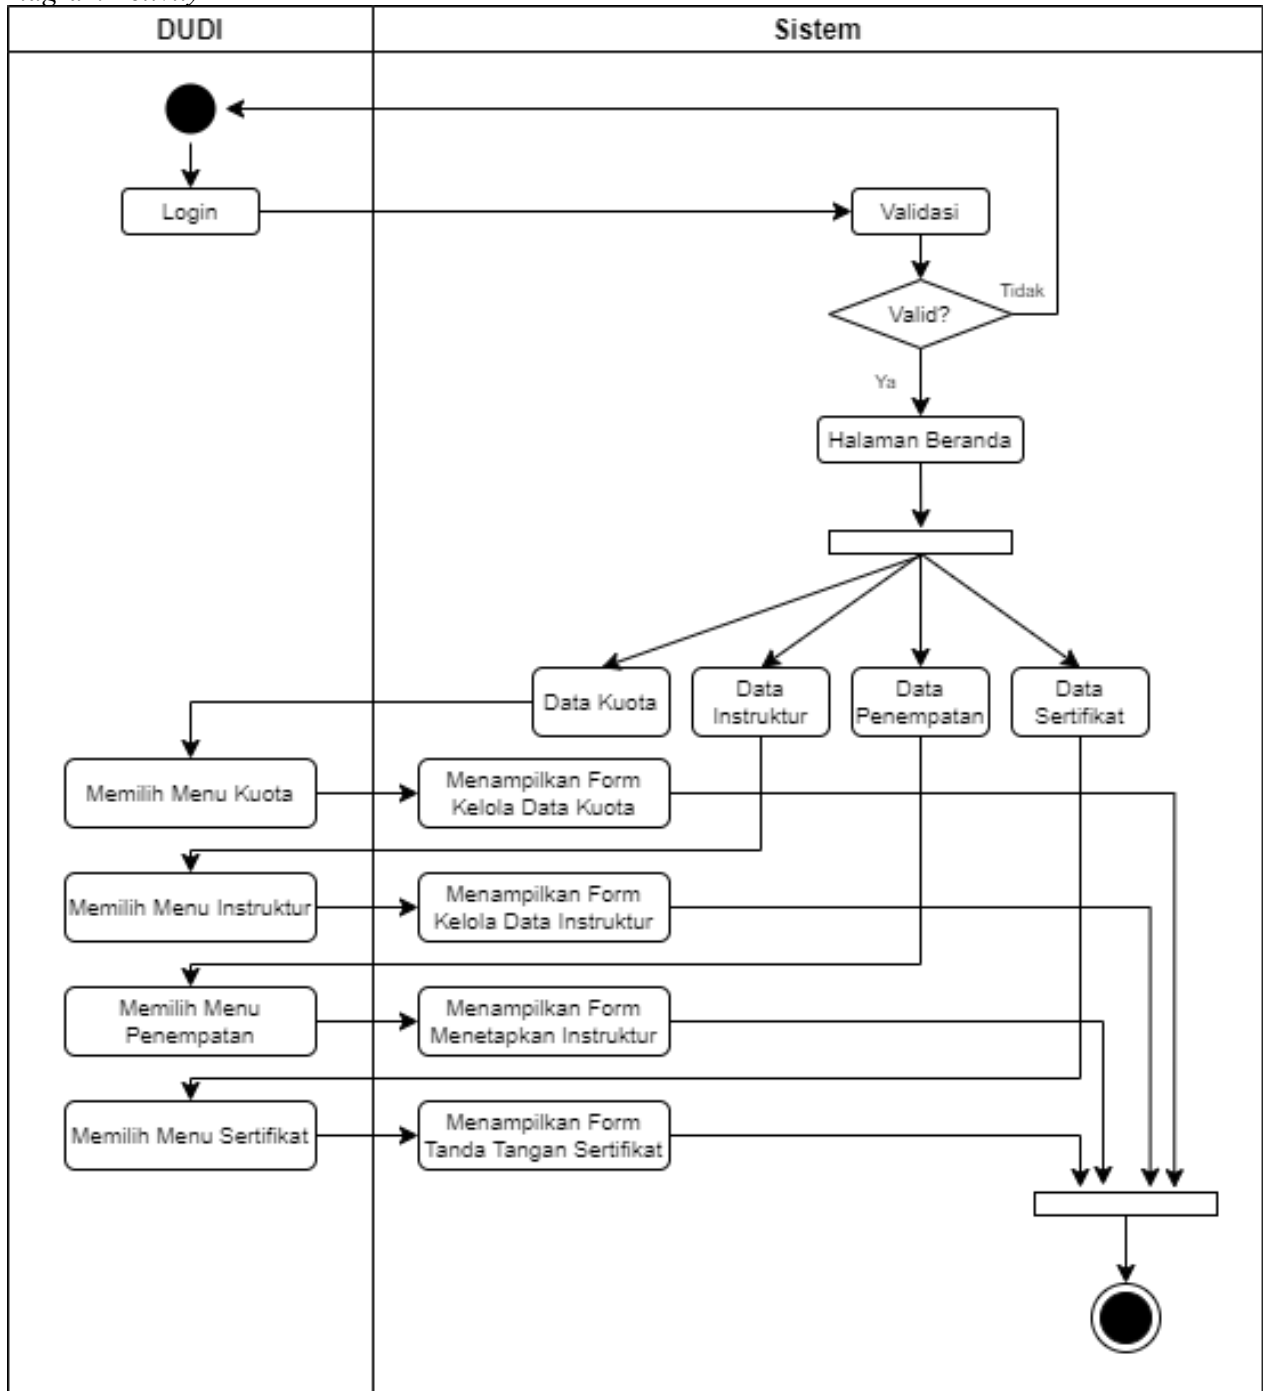 DUDI
Sistem
Login
Validasi
Tidak
Valid?
Ya
Halaman Beranda
Data Kuota
Data
Instruktur
Data
Penempatan
Data
Sertifikat
Memilih Menu Kuota
Menampilkan Form
Kelola Data Kuota
Memilih Menu Instruktur
Menampilkan Form
Kelola Data Instruktur
Memilih Menu
Penempatan
Menampilkan Form
Menetapkan Instruktur
Memilih Menu Sertifikat
Menampilkan Form
Tanda Tangan Sertifikat